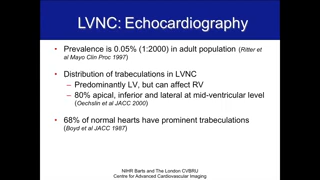 LVNC: Echocardiography
• Prevalence is 0.05% (1:2000) in adult population (Ritter et
al Mayo Clin Proc 1997)
• Distribution of trabeculations in LVNC
– Predominantly LV, but can affect RV
– 80% apical, inferior and lateral at mid-ventricular level
(Oechslin et al JACC 2000)
• 68% of normal hearts have prominent trabeculations
(Boyd et al JACC 1987)
NIHR Barts and The London CVBRU
Centre for Advanced Cardiovascular Imaging